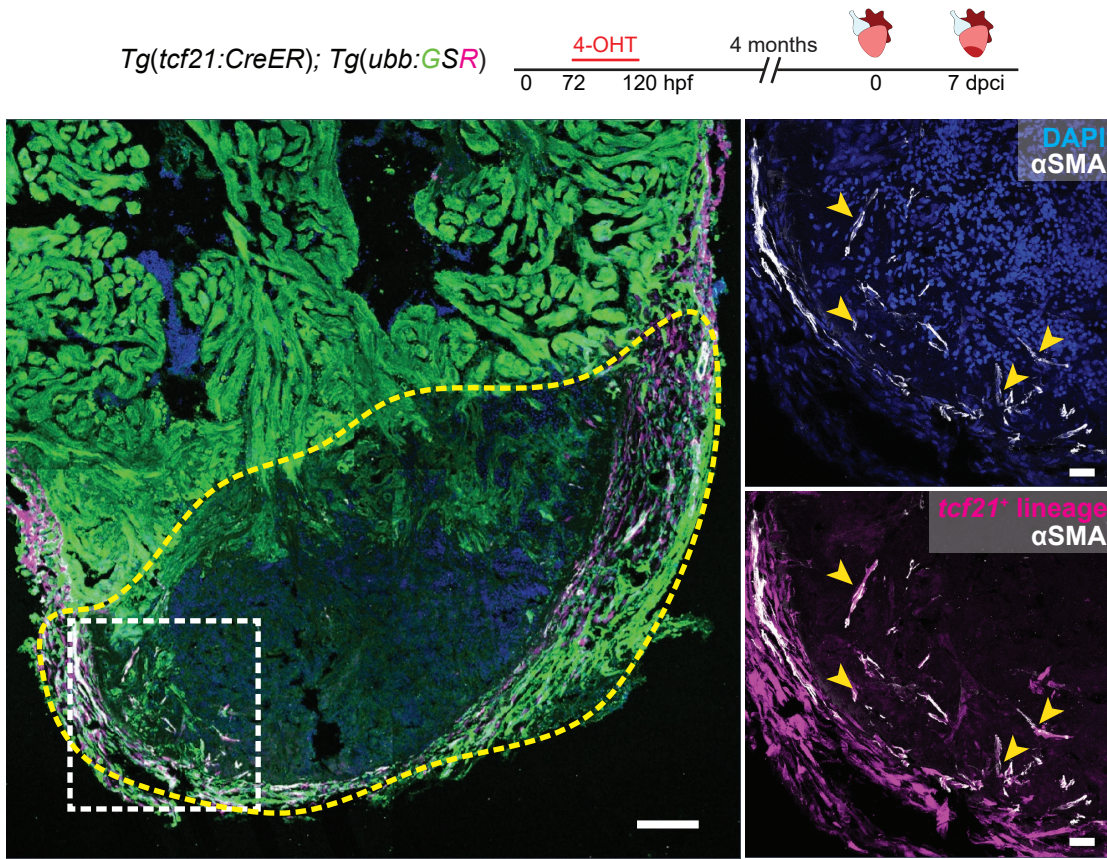 Tg(tcf21:CreER); Tg(ubb:GSR)
4-OHT
4 months
0 72 120 hpf 0 7 dpci
DAPI
αSMA
tcf21⁺ lineage
αSMA